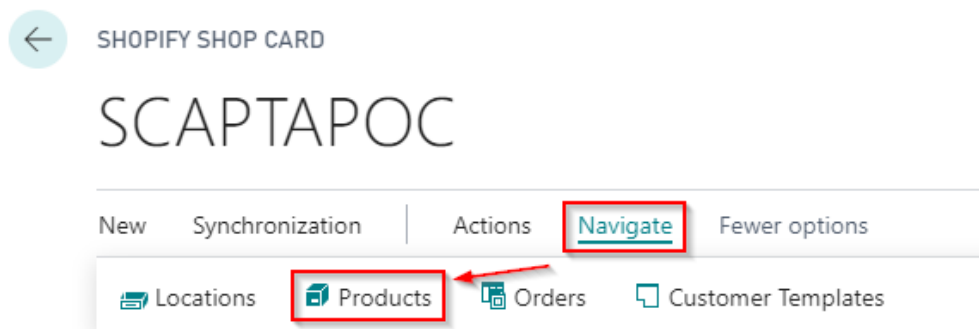 SHOPIFY SHOP CARD
SCAPTAPOC
New Synchronization Actions Navigate Fewer options
Locations Products Orders Customer Templates